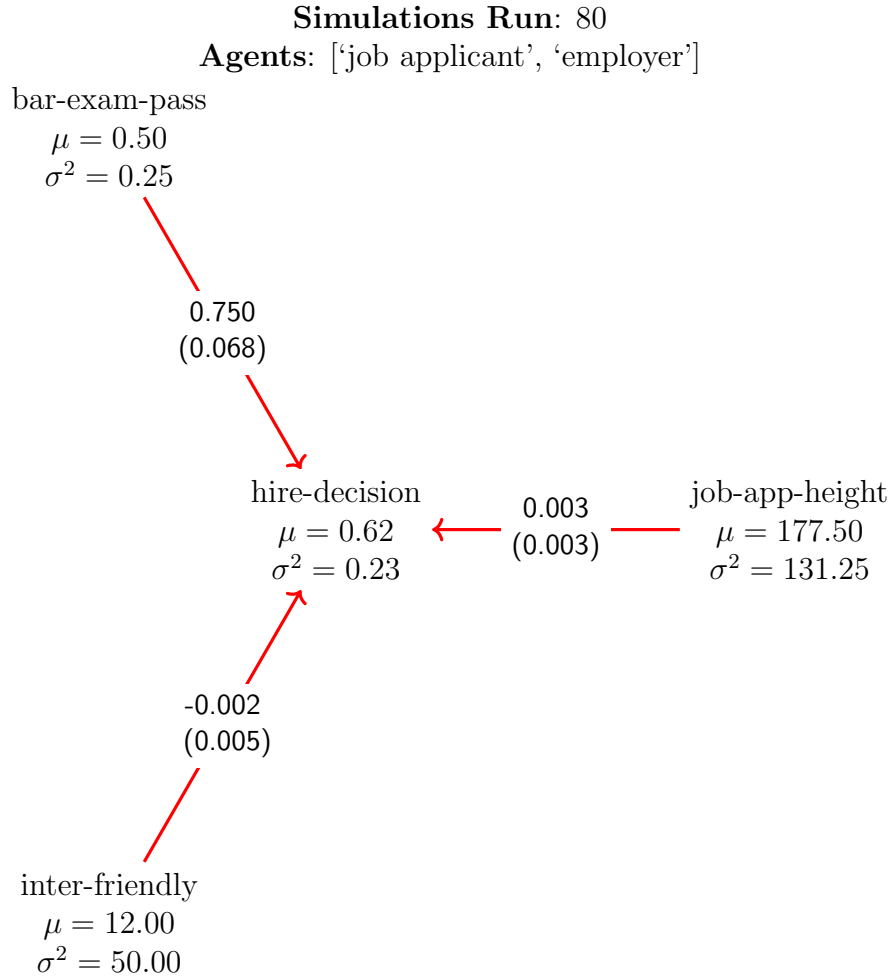 Simulations Run: 80
Agents: [‘job applicant’, ‘employer’]
bar-exam-pass
μ = 0.50
σ² = 0.25
0.750
(0.068)
hire-decision
μ = 0.62
σ² = 0.23
0.003
(0.003)
job-app-height
μ = 177.50
σ² = 131.25
-0.002
(0.005)
inter-friendly
μ = 12.00
σ² = 50.00